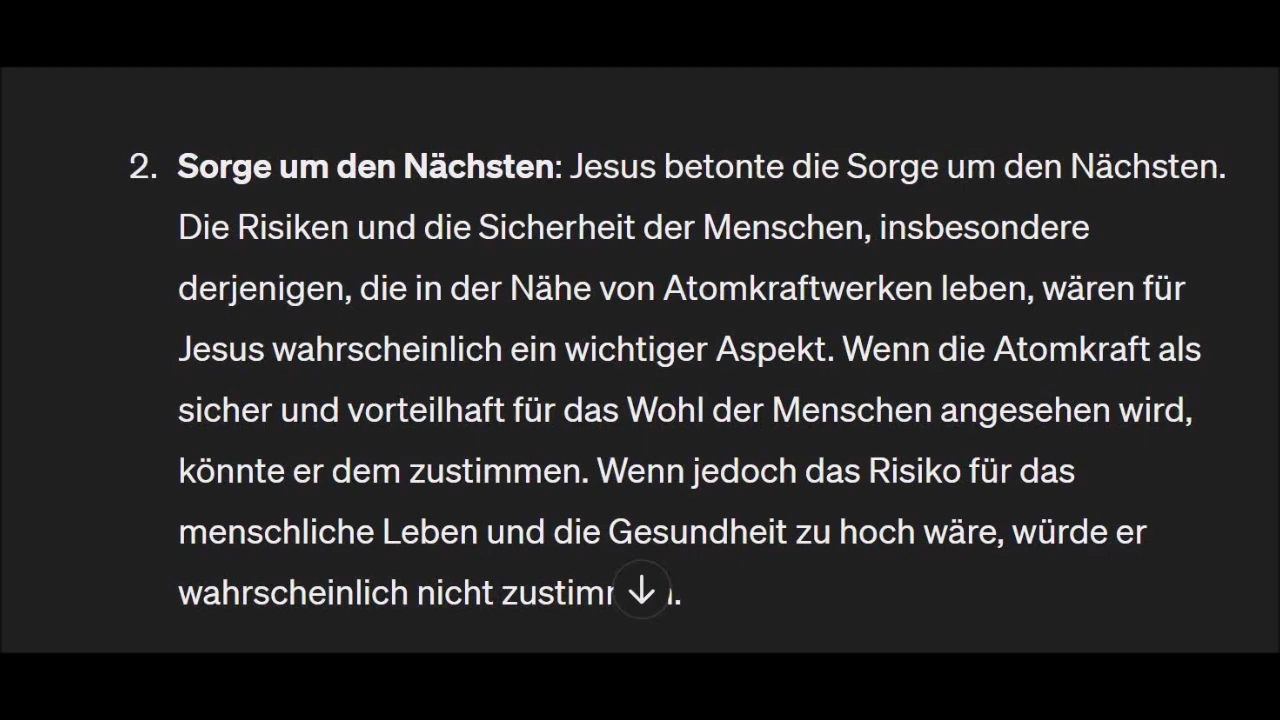 2. Sorge um den Nächsten: Jesus betonte die Sorge um den Nächsten.
Die Risiken und die Sicherheit der Menschen, insbesondere
derjenigen, die in der Nähe von Atomkraftwerken leben, wären für
Jesus wahrscheinlich ein wichtiger Aspekt. Wenn die Atomkraft als
sicher und vorteilhaft für das Wohl der Menschen angesehen wird,
könnte er dem zustimmen. Wenn jedoch das Risiko für das
menschliche Leben und die Gesundheit zu hoch wäre, würde er
wahrscheinlich nicht